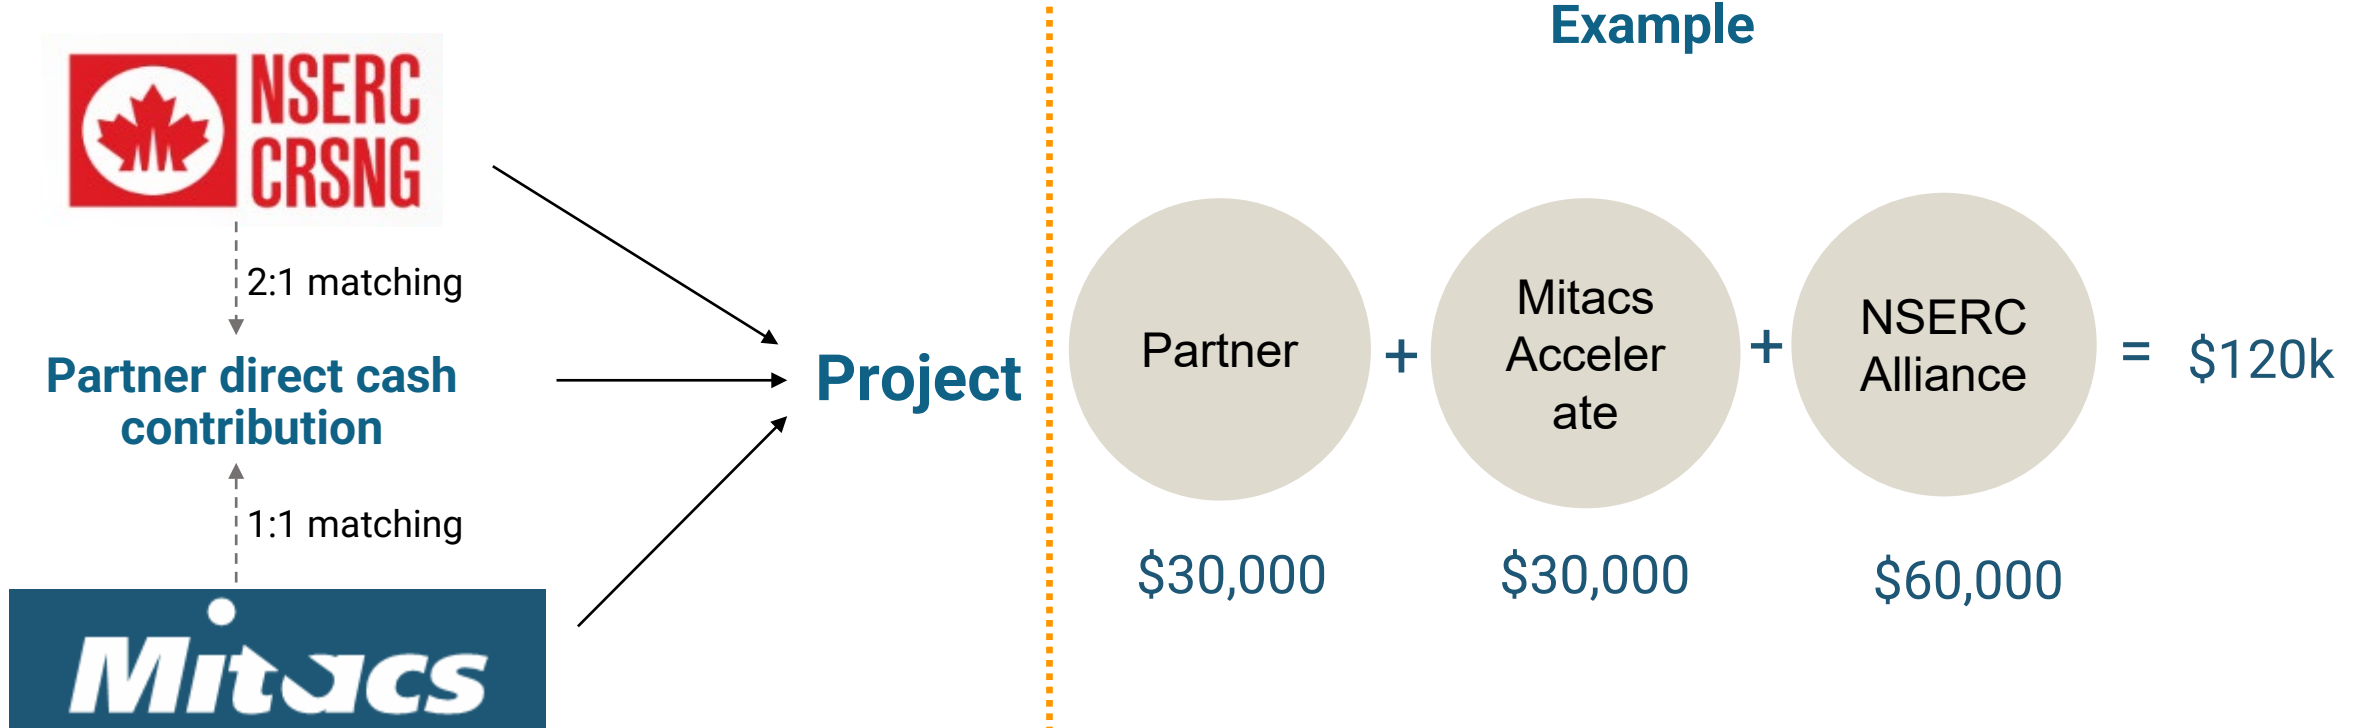 NSERC
CRSNG
2:1 matching
Partner direct cash
contribution
1:1 matching
Mitacs
Project
Example
Partner
+
Mitacs
Acceler
ate
+
NSERC
Alliance
= $120k
$30,000
$30,000
$60,000